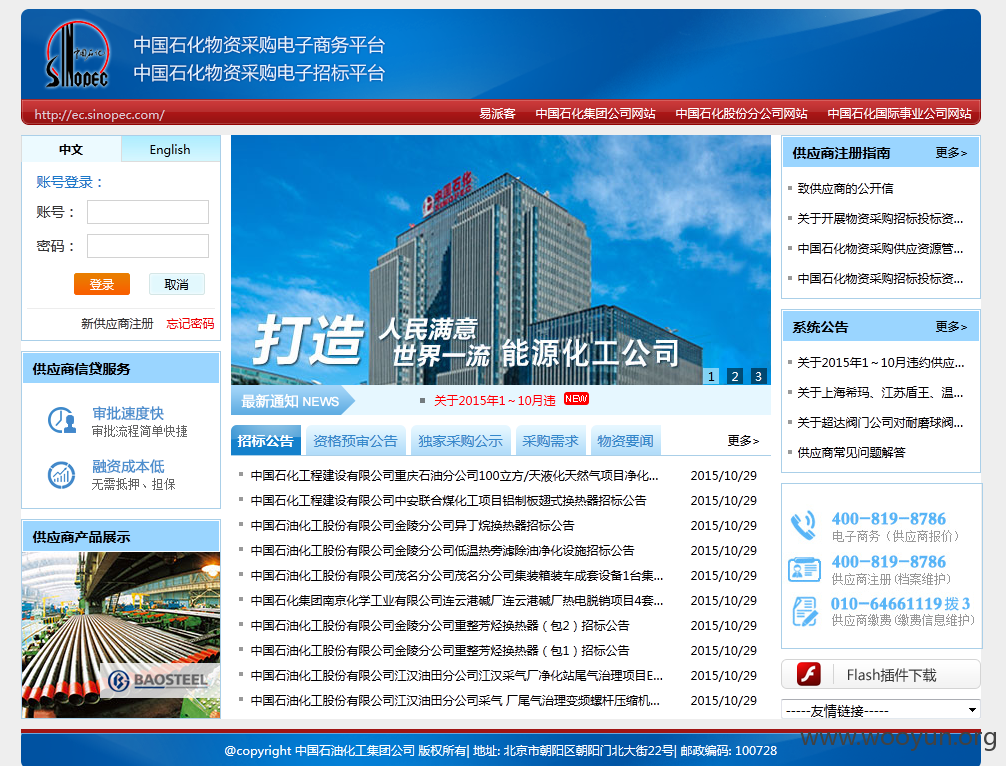 中国石化
SINOPEC
中国石化物资采购电子商务平台
中国石化物资采购电子招标平台
http://ec.sinopec.com/
易派客 中国石化集团公司网站 中国石化股份分公司网站 中国石化国际事业公司网站
中文 English
账号登录：
账号：
密码：
登录 取消
新供应商注册 忘记密码
供应商信贷服务
审批速度快
审批流程简单快捷
融资成本低
无需抵押、担保
供应商产品展示
BAOSTEEL
中国石化
打造 人民满意
世界一流 能源化工公司
1 2 3
最新通知 NEWS
关于2015年1～10月违 NEW
招标公告 资格预审公告 独家采购公示 采购需求 物资要闻 更多>
中国石化工程建设有限公司重庆石油分公司100立方/天液化天然气项目净化... 2015/10/29
中国石化工程建设有限公司中安联合煤化工项目铝制板翅式换热器招标公告 2015/10/29
中国石油化工股份有限公司金陵分公司异丁烷换热器招标公告 2015/10/29
中国石油化工股份有限公司金陵分公司低温热旁滤除油净化设施招标公告 2015/10/29
中国石油化工股份有限公司茂名分公司茂名分公司集装箱装车成套设备1台集... 2015/10/29
中国石化集团南京化学工业有限公司连云港碱厂连云港碱厂热电脱销项目4套... 2015/10/29
中国石油化工股份有限公司金陵分公司重整芳烃换热器（包2）招标公告 2015/10/29
中国石油化工股份有限公司金陵分公司重整芳烃换热器（包1）招标公告 2015/10/29
中国石油化工股份有限公司江汉油田分公司江汉采气厂净化站尾气治理项目E... 2015/10/29
中国石油化工股份有限公司江汉油田分公司采气 厂尾气治理变频螺杆压缩机... 2015/10/29
供应商注册指南 更多>
致供应商的公开信
关于开展物资采购招标投标资...
中国石化物资采购供应资源管...
中国石化物资采购招标投标资...
系统公告 更多>
关于2015年1～10月违约供应...
关于上海希玛、江苏盾王、温...
关于超达阀门公司对耐磨球阀...
供应商常见问题解答
400-819-8786
电子商务（供应商报价）
400-819-8786
供应商注册(档案维护)
010-64661119 拨 3
供应商缴费(缴费信息维护)
Flash插件下载
-----友情链接-----
@copyright 中国石油化工集团公司 版权所有| 地址: 北京市朝阳区朝阳门北大街22号| 邮政编码: 100728
www.wooyun.org